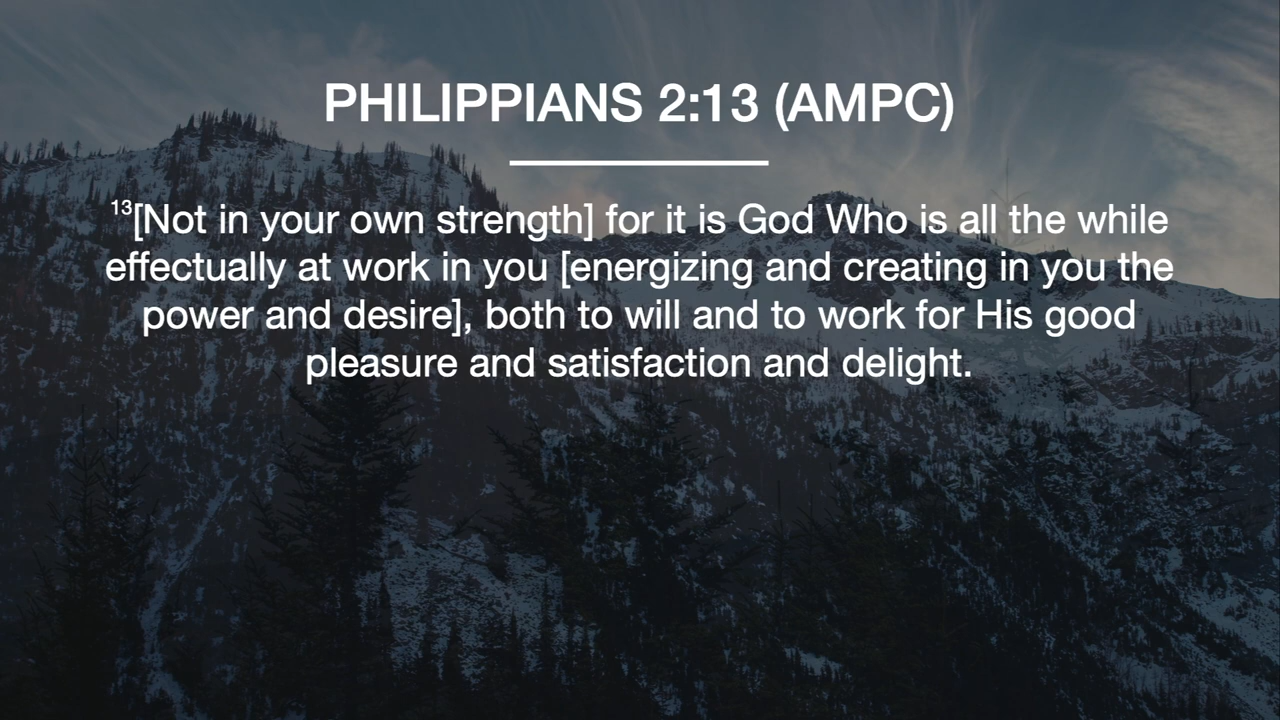 PHILIPPIANS 2:13 (AMPC)
13[Not in your own strength] for it is God Who is all the while
effectually at work in you [energizing and creating in you the
power and desire], both to will and to work for His good
pleasure and satisfaction and delight.